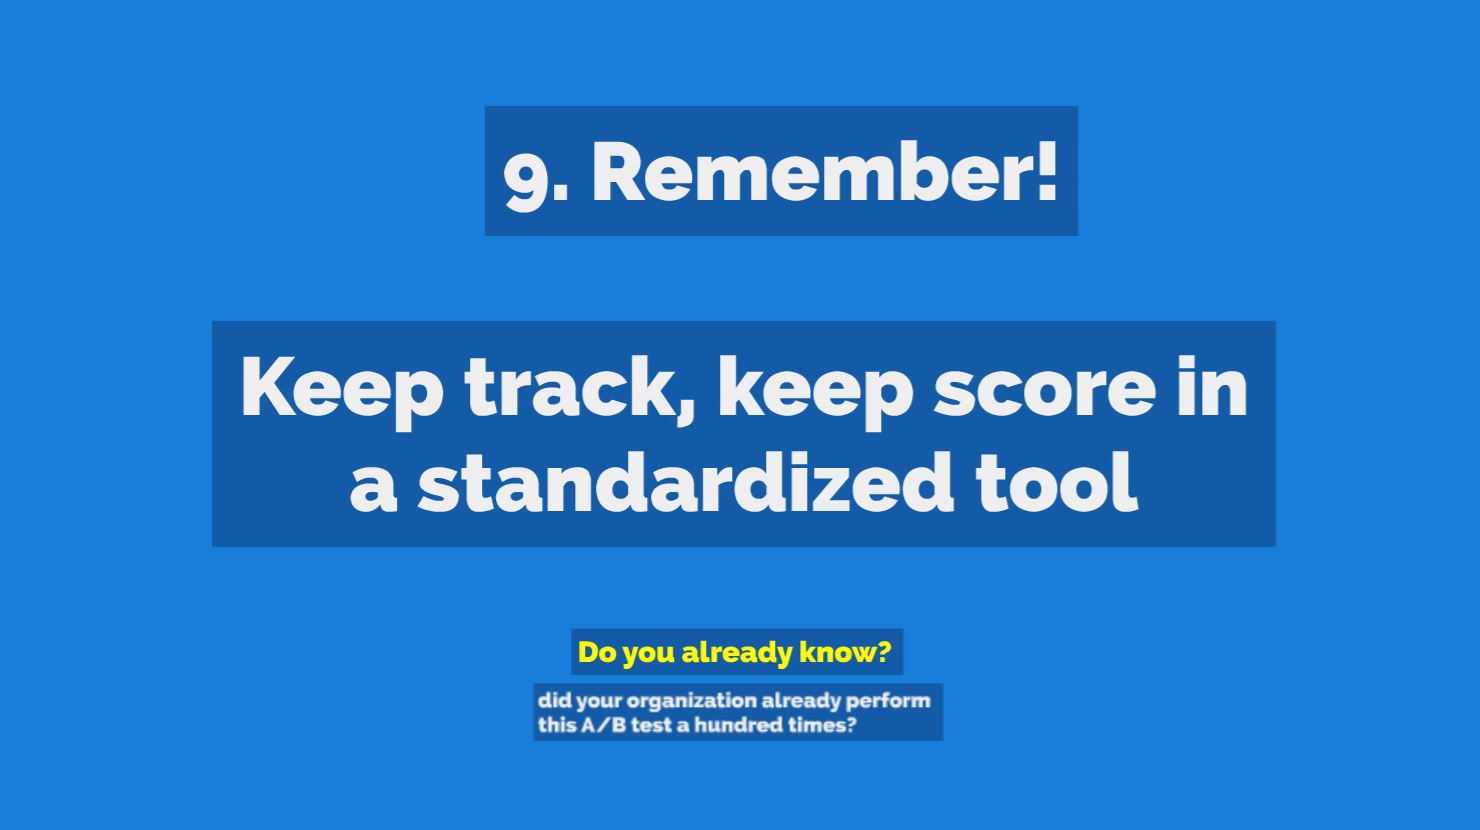 9. Remember!
Keep track, keep score in
a standardized tool
Do you already know?
did your organization already perform
this A/B test a hundred times?